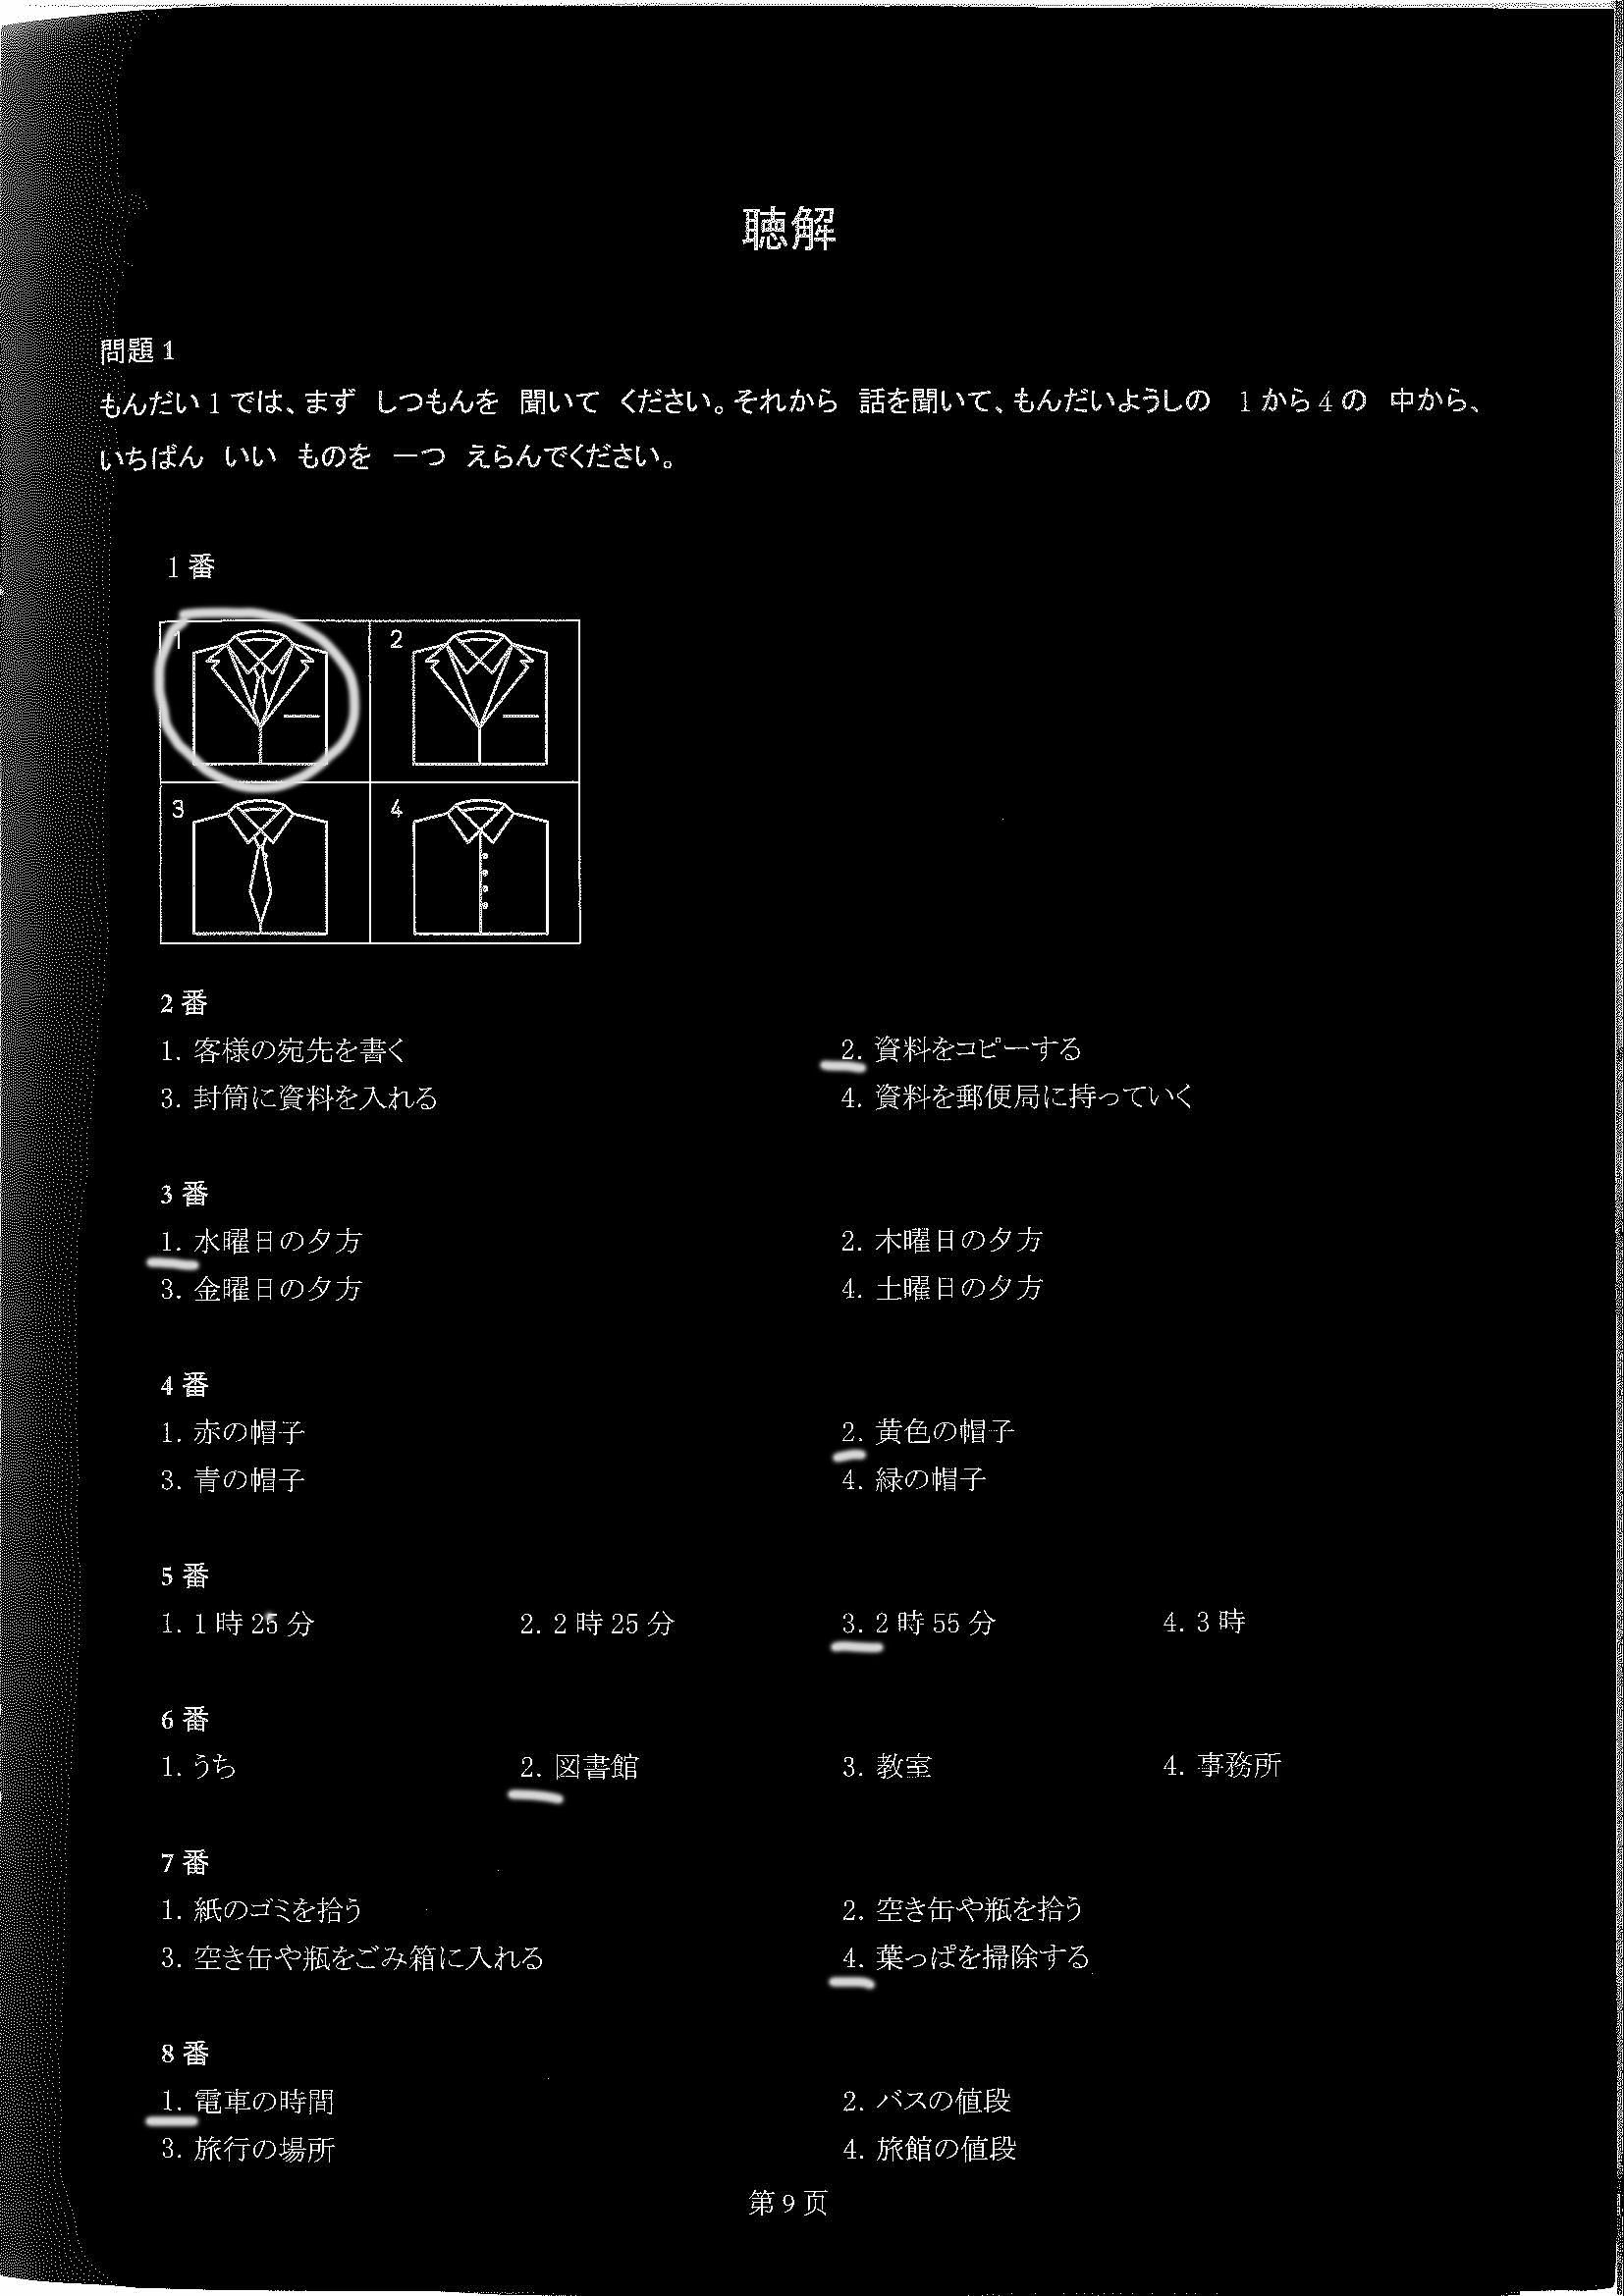 聴解
問題1
もんだい1では、まず しつもんを 聞いて ください。それから 話を聞いて、もんだいようしの 1から4の 中から、
いちばん いい ものを 一つ えらんでください。
1番
1 2
3 4
2番
1. 客様の宛先を書く 2. 資料をコピーする
3. 封筒に資料を入れる 4. 資料を郵便局に持っていく
3番
1. 水曜日の夕方 2. 木曜日の夕方
3. 金曜日の夕方 4. 土曜日の夕方
4番
1. 赤の帽子 2. 黄色の帽子
3. 青の帽子 4. 緑の帽子
5番
1. 1時25分 2. 2時25分 3. 2時55分 4. 3時
6番
1. うち 2. 図書館 3. 教室 4. 事務所
7番
1. 紙のゴミを拾う 2. 空き缶や瓶を拾う
3. 空き缶や瓶をごみ箱に入れる 4. 葉っぱを掃除する
8番
1. 電車の時間 2. バスの値段
3. 旅行の場所 4. 旅館の値段
第9页